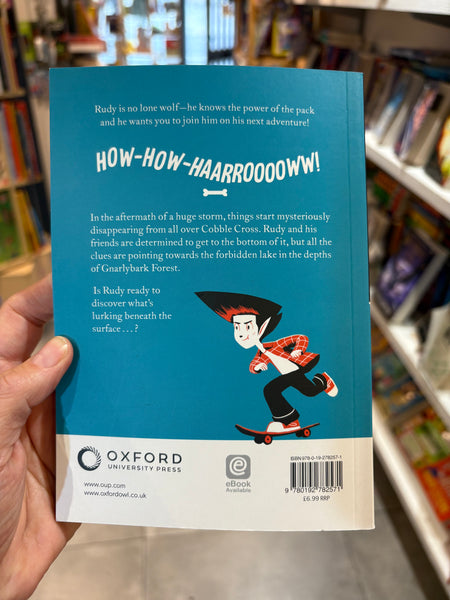 Rudy is no lone wolf—he knows the power of the pack
and he wants you to join him on his next adventure!
HOW-HOW-HAARROOOOWW!
In the aftermath of a huge storm, things start mysteriously
disappearing from all over Cobble Cross. Rudy and his
friends are determined to get to the bottom of it, but all the
clues are pointing towards the forbidden lake in the depths
of Gnarlybark Forest.
Is Rudy ready to
discover what's
lurking beneath the
surface...?
OXFORD
UNIVERSITY PRESS
www.oup.com
www.oxfordowl.co.uk
e
eBook
Available
ISBN 978-0-19-278257-1
9 780192 782571
£6.99 RRP